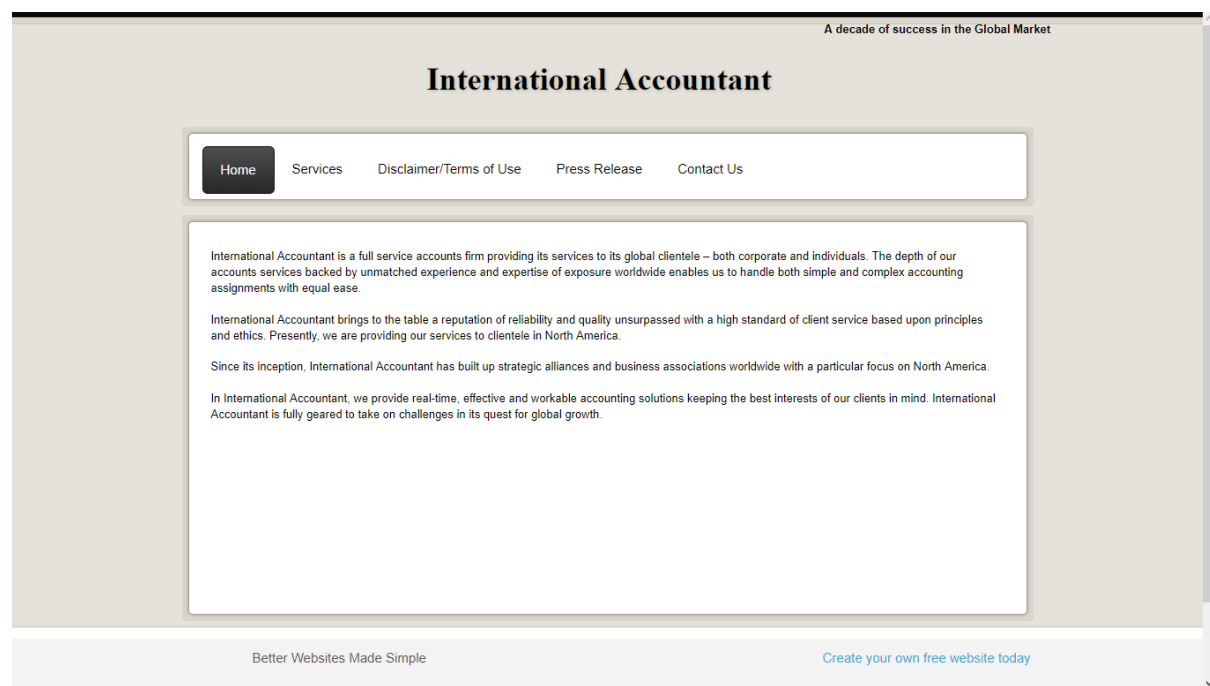 A decade of success in the Global Market
International Accountant
Home Services Disclaimer/Terms of Use Press Release Contact Us
International Accountant is a full service accounts firm providing its services to its global clientele – both corporate and individuals. The depth of our
accounts services backed by unmatched experience and expertise of exposure worldwide enables us to handle both simple and complex accounting
assignments with equal ease.
International Accountant brings to the table a reputation of reliability and quality unsurpassed with a high standard of client service based upon principles
and ethics. Presently, we are providing our services to clientele in North America.
Since its inception, International Accountant has built up strategic alliances and business associations worldwide with a particular focus on North America.
In International Accountant, we provide real-time, effective and workable accounting solutions keeping the best interests of our clients in mind. International
Accountant is fully geared to take on challenges in its quest for global growth.
Better Websites Made Simple Create your own free website today